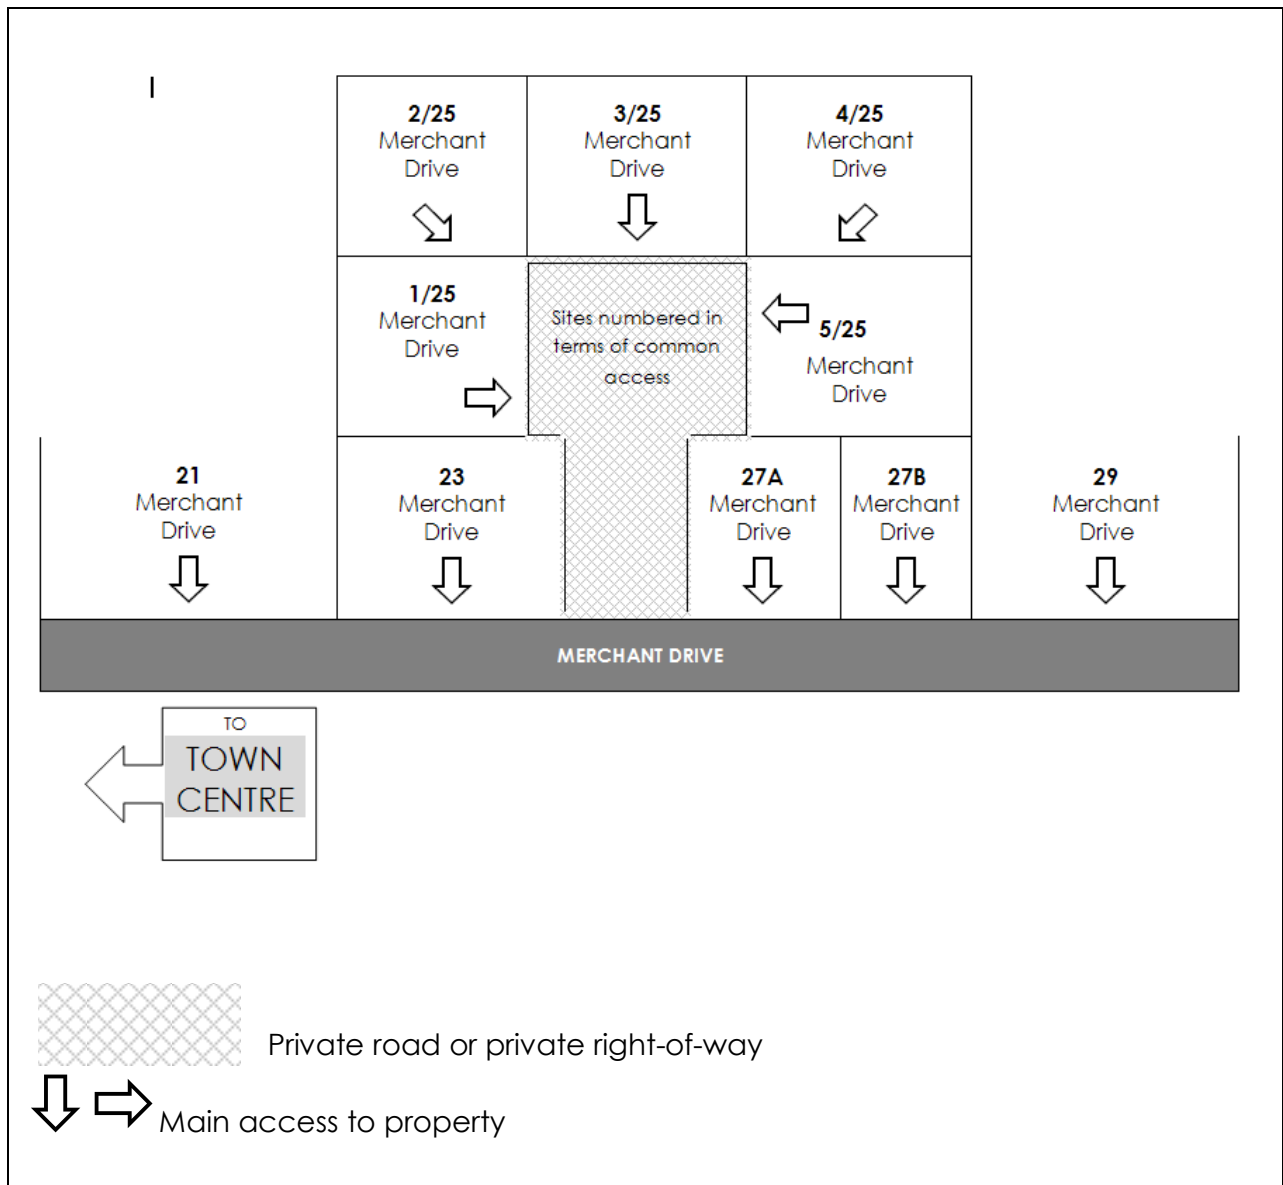 2/25
Merchant
Drive
3/25
Merchant
Drive
4/25
Merchant
Drive
1/25
Merchant
Drive
Sites numbered in
terms of common
access
5/25
Merchant
Drive
21
Merchant
Drive
23
Merchant
Drive
27A
Merchant
Drive
27B
Merchant
Drive
29
Merchant
Drive
MERCHANT DRIVE
TO
TOWN
CENTRE
Private road or private right-of-way
Main access to property